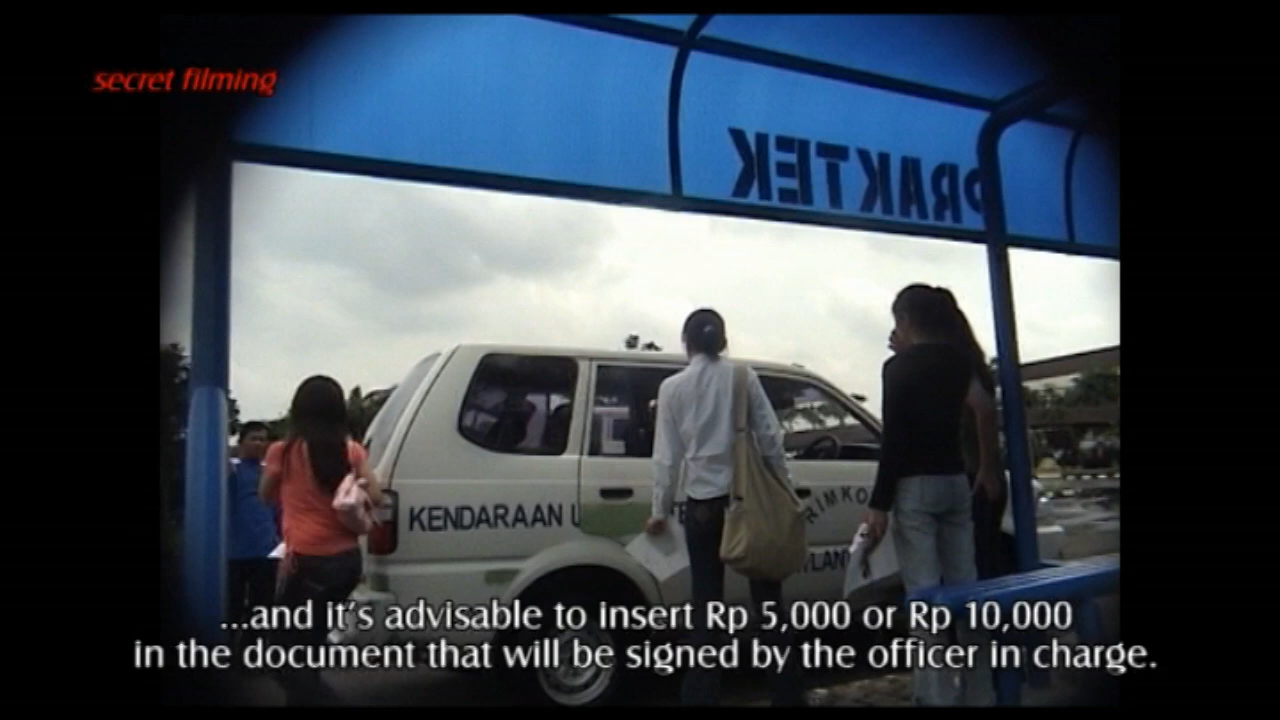 secret filming
PRAKTEK
KENDARAAN U
RIMKO
...and it's advisable to insert Rp 5,000 or Rp 10,000
in the document that will be signed by the officer in charge.